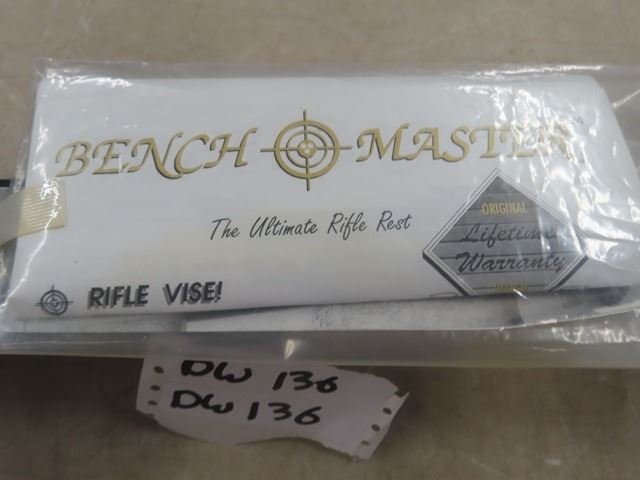 BENCH MASTER
The Ultimate Rifle Rest
ORIGINAL
Lifetime
Warranty
RIFLE VISE!
DW 136
DW 136